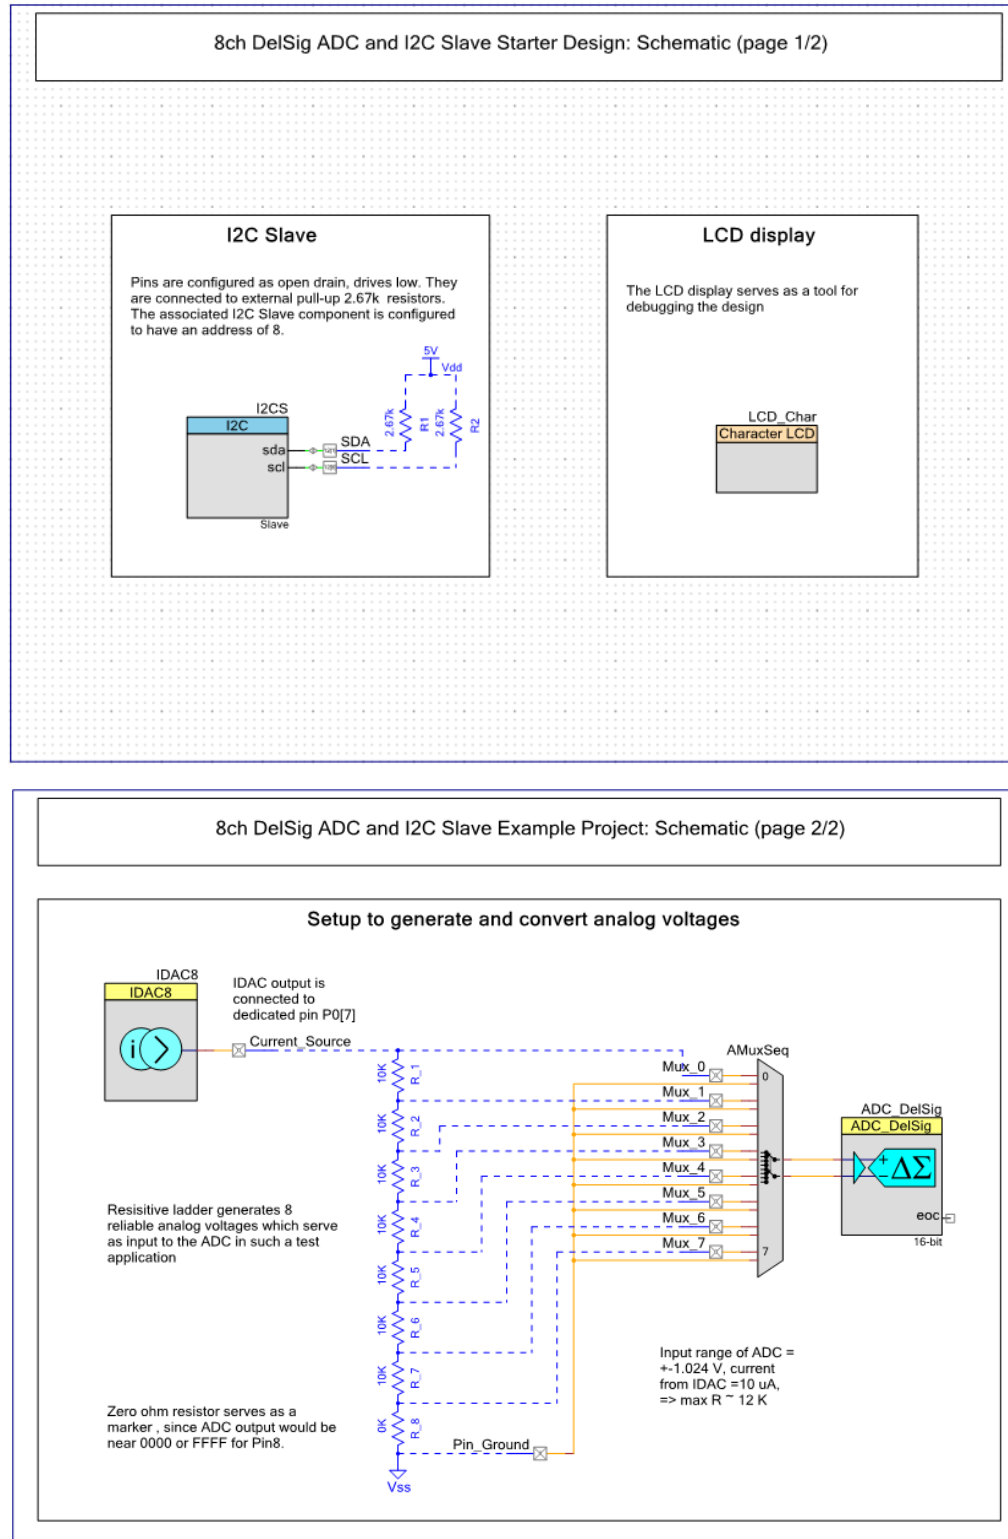 8ch DelSig ADC and I2C Slave Starter Design: Schematic (page 1/2)
I2C Slave
Pins are configured as open drain, drives low. They
are connected to external pull-up 2.67k resistors.
The associated I2C Slave component is configured
to have an address of 8.
5V
Vdd
2.67k
R1
2.67k
R2
I2CS
I2C
sda
SDA
scl
SCL
Slave
LCD display
The LCD display serves as a tool for
debugging the design
LCD_Char
Character LCD
8ch DelSig ADC and I2C Slave Example Project: Schematic (page 2/2)
Setup to generate and convert analog voltages
IDAC8
IDAC8
i
IDAC output is
connected to
dedicated pin P0[7]
Current_Source
10K
R_1
10K
R_2
10K
R_3
10K
R_4
10K
R_5
10K
R_6
10K
R_7
0K
R_8
Vss
Mux_0
Mux_1
Mux_2
Mux_3
Mux_4
Mux_5
Mux_6
Mux_7
AMuxSeq
0
7
ADC_DelSig
ADC_DelSig
+
-
ΔΣ
eoc
16-bit
Resisitive ladder generates 8
reliable analog voltages which serve
as input to the ADC in such a test
application
Input range of ADC =
+-1.024 V, current
from IDAC =10 uA,
=> max R ~ 12 K
Zero ohm resistor serves as a
marker , since ADC output would be
near 0000 or FFFF for Pin8.
Pin_Ground